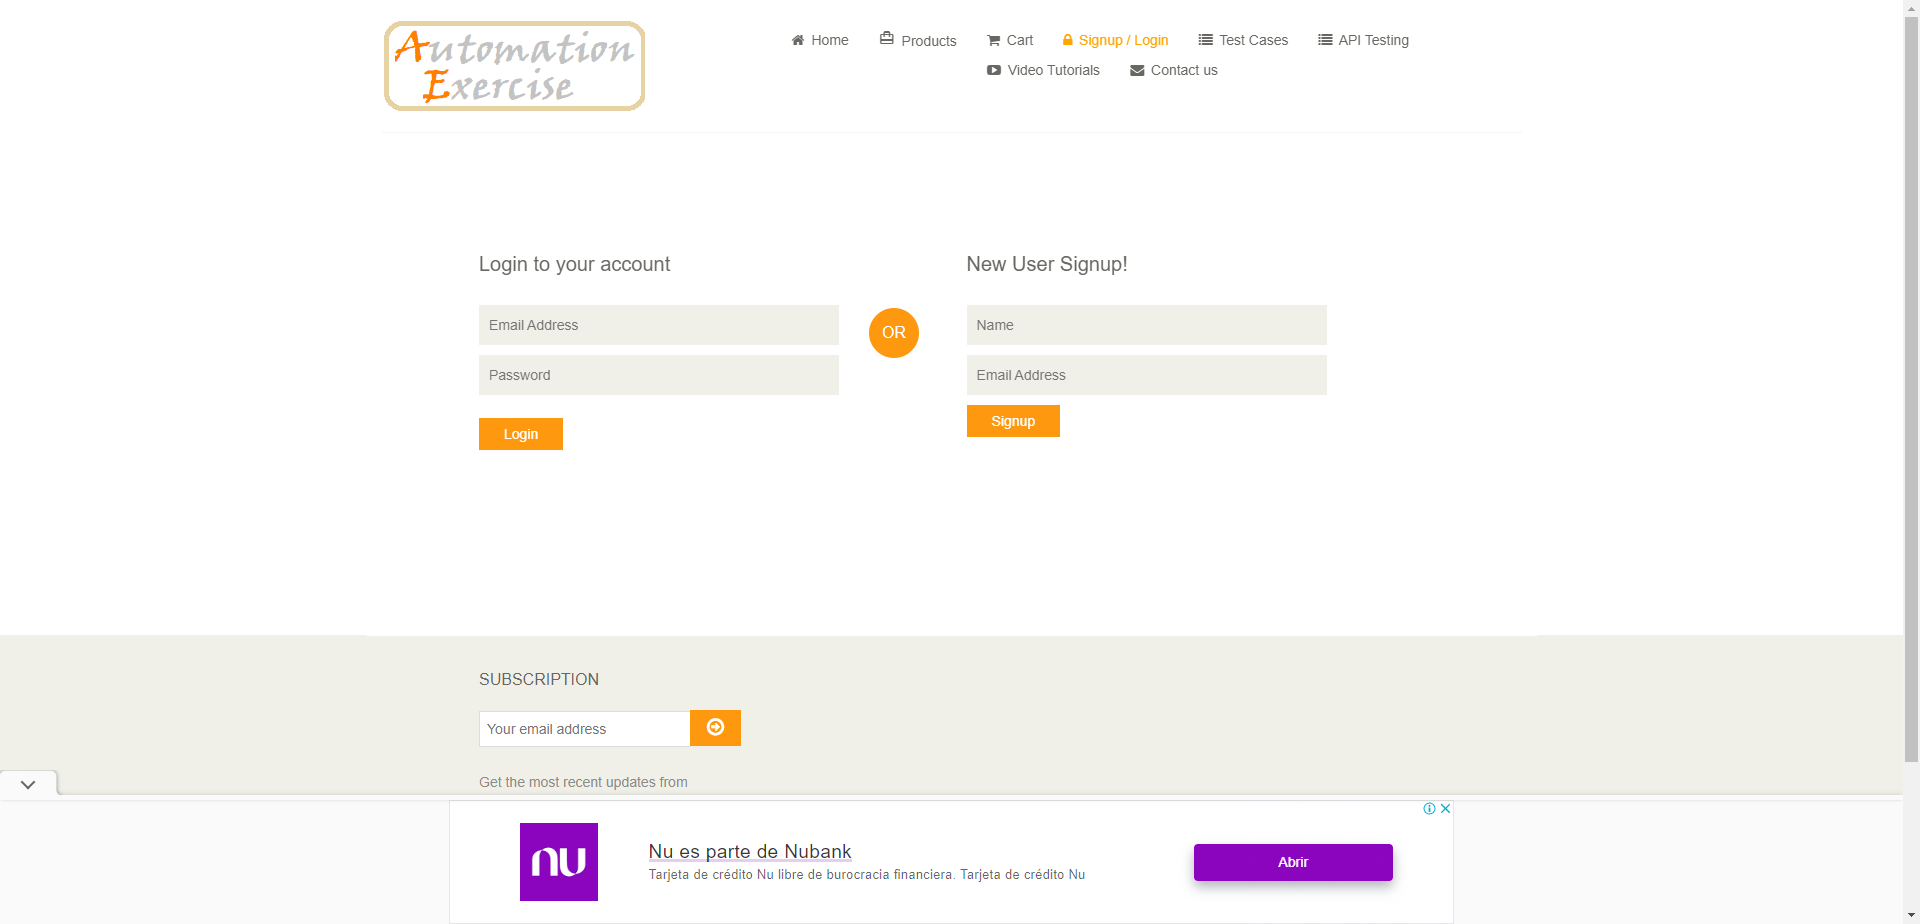 Automation
Exercise
Home
Products
Cart
Signup / Login
Test Cases
API Testing
Video Tutorials
Contact us
Login to your account
Email Address
Password
Login
OR
New User Signup!
Name
Email Address
Signup
SUBSCRIPTION
Your email address
Get the most recent updates from
nu
Nu es parte de Nubank
Tarjeta de crédito Nu libre de burocracia financiera. Tarjeta de crédito Nu
Abrir